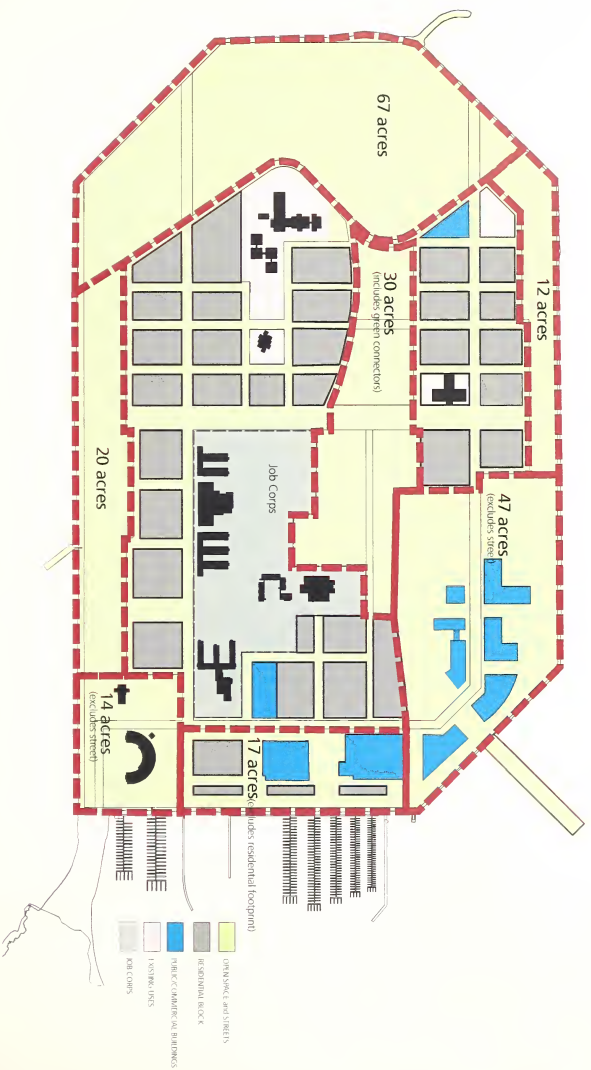 67 acres
12 acres
30 acres
(includes green connectors)
47 acres
(excludes street)
Job Corps
20 acres
14 acres
(excludes street)
17 acres (excludes residential footprint)
OPEN SPACE and STREETS
RESIDENTIAL BLOCK
PUBLIC/COMMERCIAL BUILDINGS
EXISTING USES
JOB CORPS